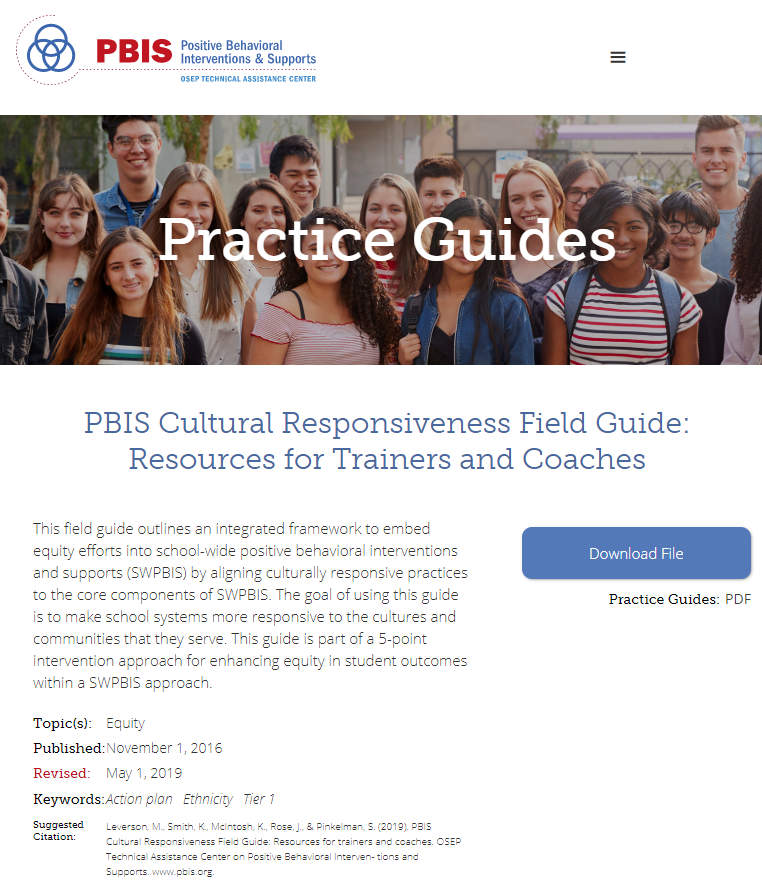 PBIS Positive Behavioral
Interventions & Supports
OSEP TECHNICAL ASSISTANCE CENTER
Practice Guides
PBIS Cultural Responsiveness Field Guide:
Resources for Trainers and Coaches
This field guide outlines an integrated framework to embed
equity efforts into school-wide positive behavioral interventions
and supports (SWPBIS) by aligning culturally responsive practices
to the core components of SWPBIS. The goal of using this guide
is to make school systems more responsive to the cultures and
communities that they serve. This guide is part of a 5-point
intervention approach for enhancing equity in student outcomes
within a SWPBIS approach.
Download File
Practice Guides: PDF
Topic(s): Equity
Published: November 1, 2016
Revised: May 1, 2019
Keywords: Action plan Ethnicity Tier 1
Suggested
Citation:
Leverson, M., Smith, K., McIntosh, K., Rose, J., & Pinkelman, S. (2019). PBIS
Cultural Responsiveness Field Guide: Resources for trainers and coaches. OSEP
Technical Assistance Center on Positive Behavioral Interven- tions and
Supports. www.pbis.org.